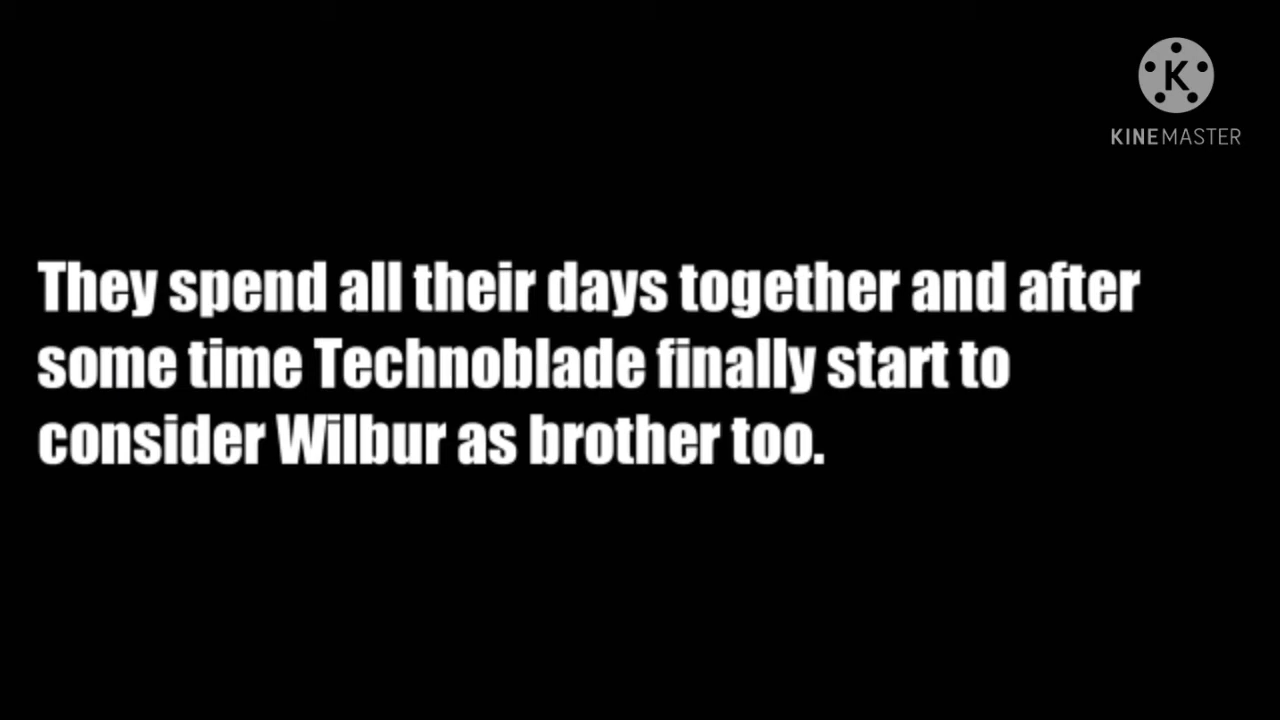 K
KINEMASTER
They spend all their days together and after
some time Technoblade finally start to
consider Wilbur as brother too.